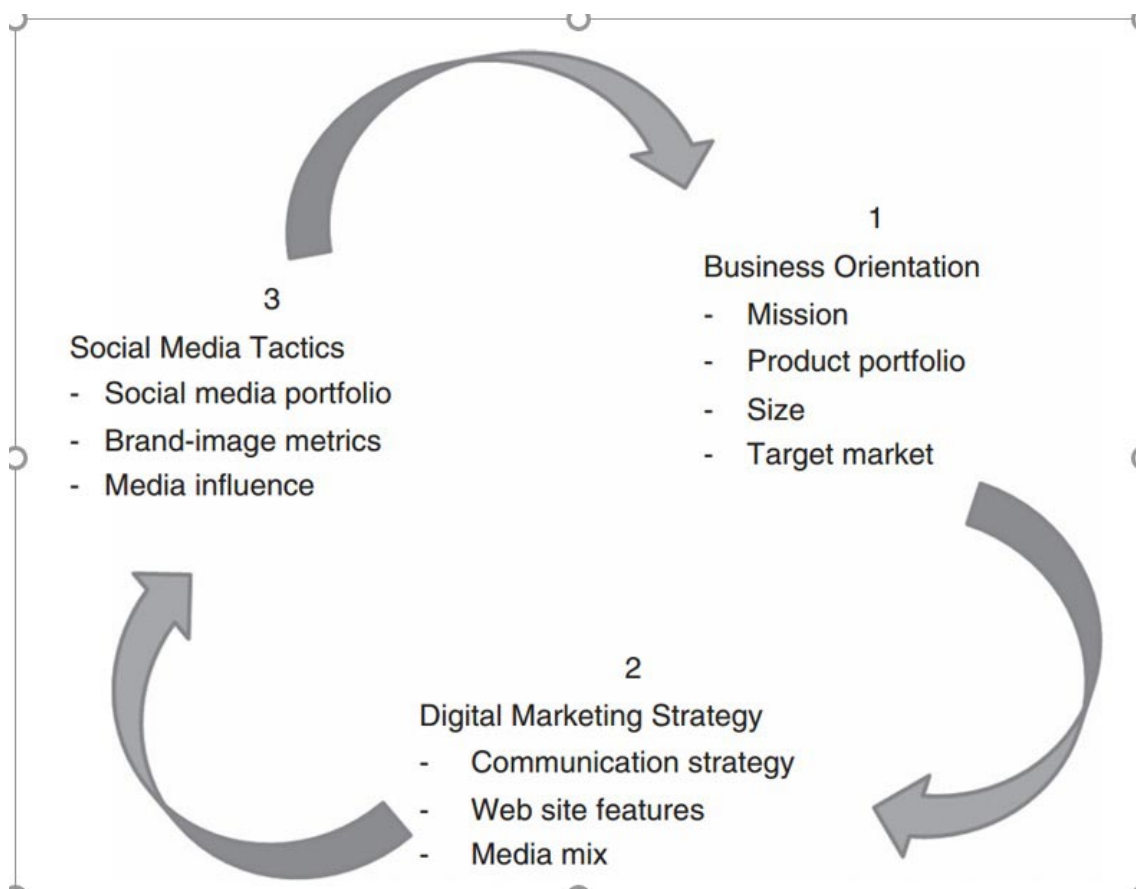 1
Business Orientation
- Mission
- Product portfolio
- Size
- Target market
2
Digital Marketing Strategy
- Communication strategy
- Web site features
- Media mix
3
Social Media Tactics
- Social media portfolio
- Brand-image metrics
- Media influence